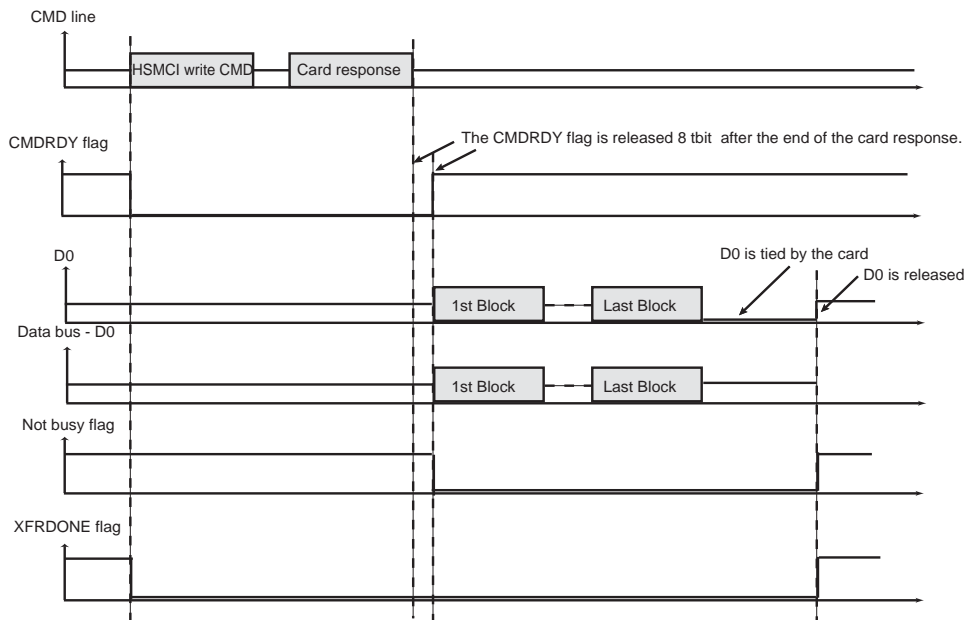 CMD line
HSMCI write CMD
Card response
The CMDRDY flag is released 8 tbit after the end of the card response.
CMDRDY flag
D0
D0 is tied by the card
D0 is released
1st Block
Last Block
Data bus - D0
1st Block
Last Block
Not busy flag
XFRDONE flag